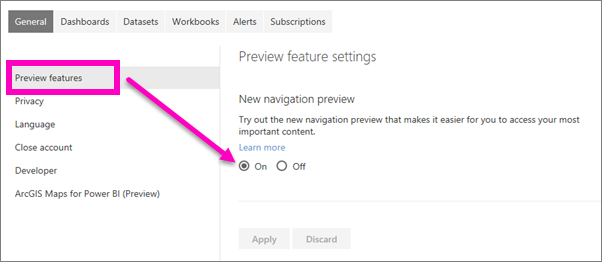 General Dashboards Datasets Workbooks Alerts Subscriptions
Preview features
Privacy
Language
Close account
Developer
ArcGIS Maps for Power BI (Preview)
Preview feature settings
New navigation preview
Try out the new navigation preview that makes it easier for you to access your most
important content.
Learn more
On Off
Apply Discard